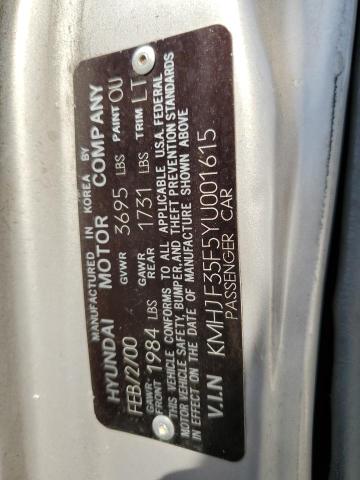 MANUFACTURED IN KOREA BY
HYUNDAI MOTOR COMPANY
FEB/2/00 GVWR 3695 LBS PAINT OU
GAWR FRONT 1984 LBS GAWR REAR 1731 LBS TRIM LT
THIS VEHICLE CONFORMS TO ALL APPLICABLE U.S.A. FEDERAL
MOTOR VEHICLE SAFETY, BUMPER, AND THEFT PREVENTION STANDARDS
IN EFFECT ON THE DATE OF MANUFACTURE SHOWN ABOVE
V.I.N KMHJF35F5YU001615
PASSENGER CAR